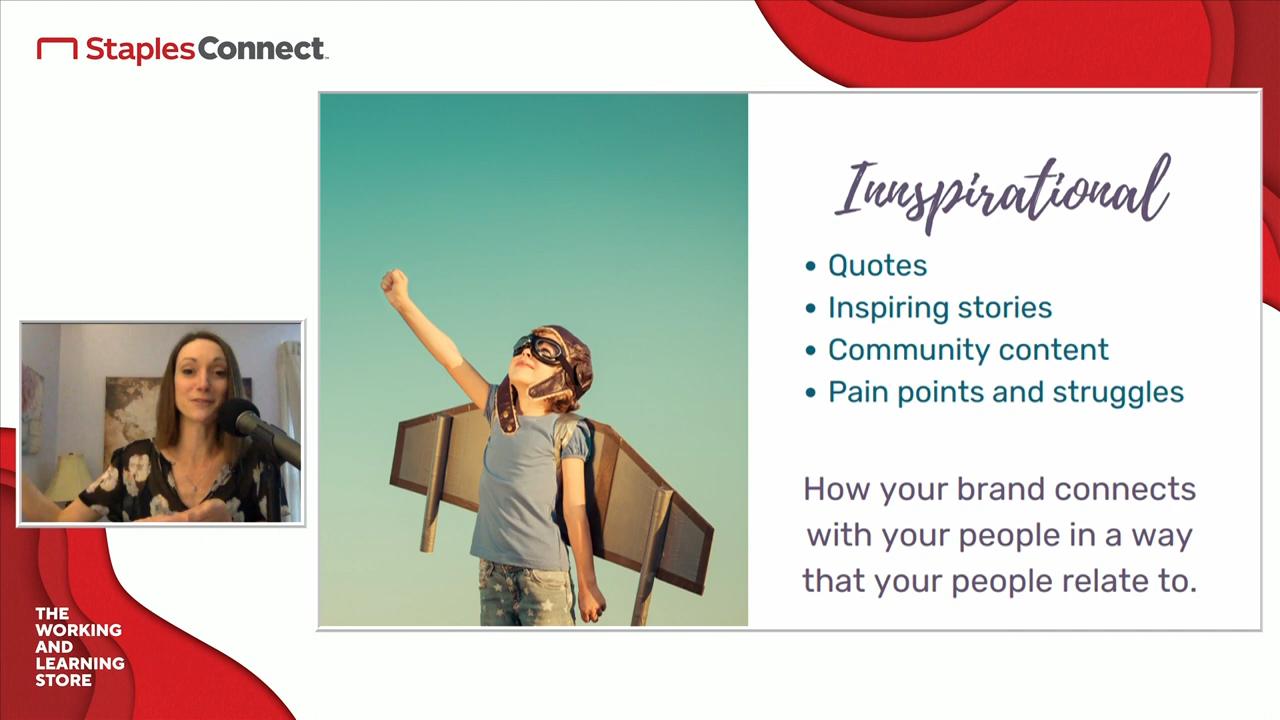 StaplesConnect™
Innspirational
• Quotes
• Inspiring stories
• Community content
• Pain points and struggles
How your brand connects
with your people in a way
that your people relate to.
THE
WORKING
AND
LEARNING
STORE